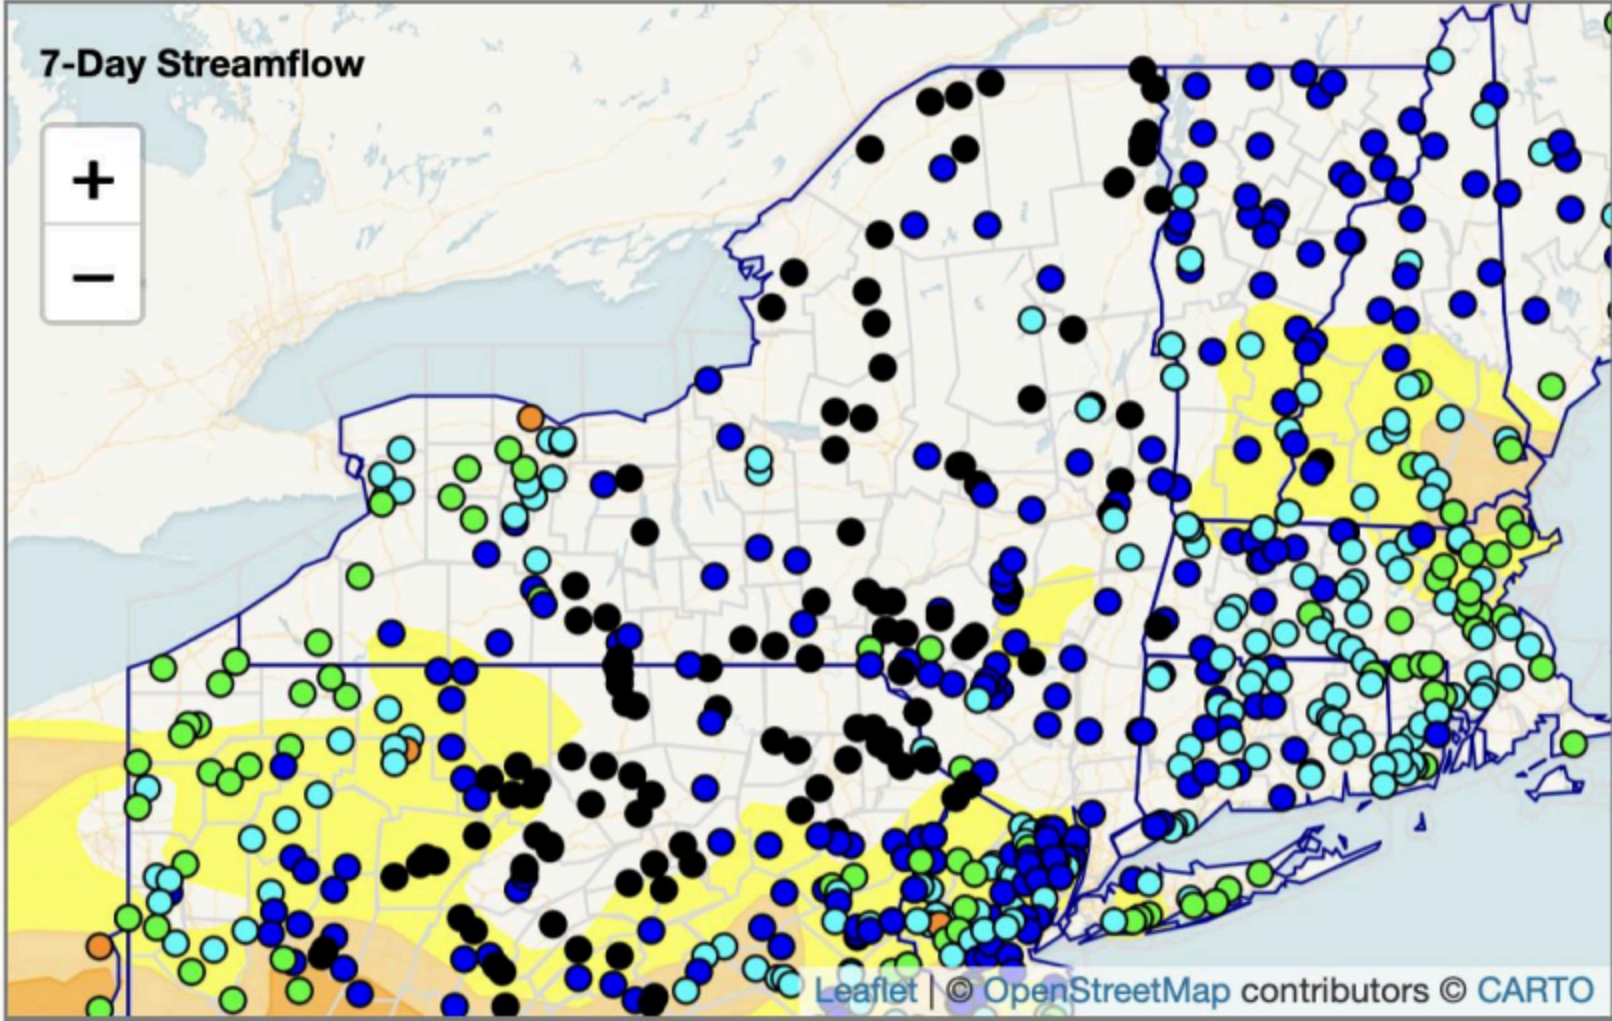 7-Day Streamflow
+
−
Leaflet | © OpenStreetMap contributors © CARTO